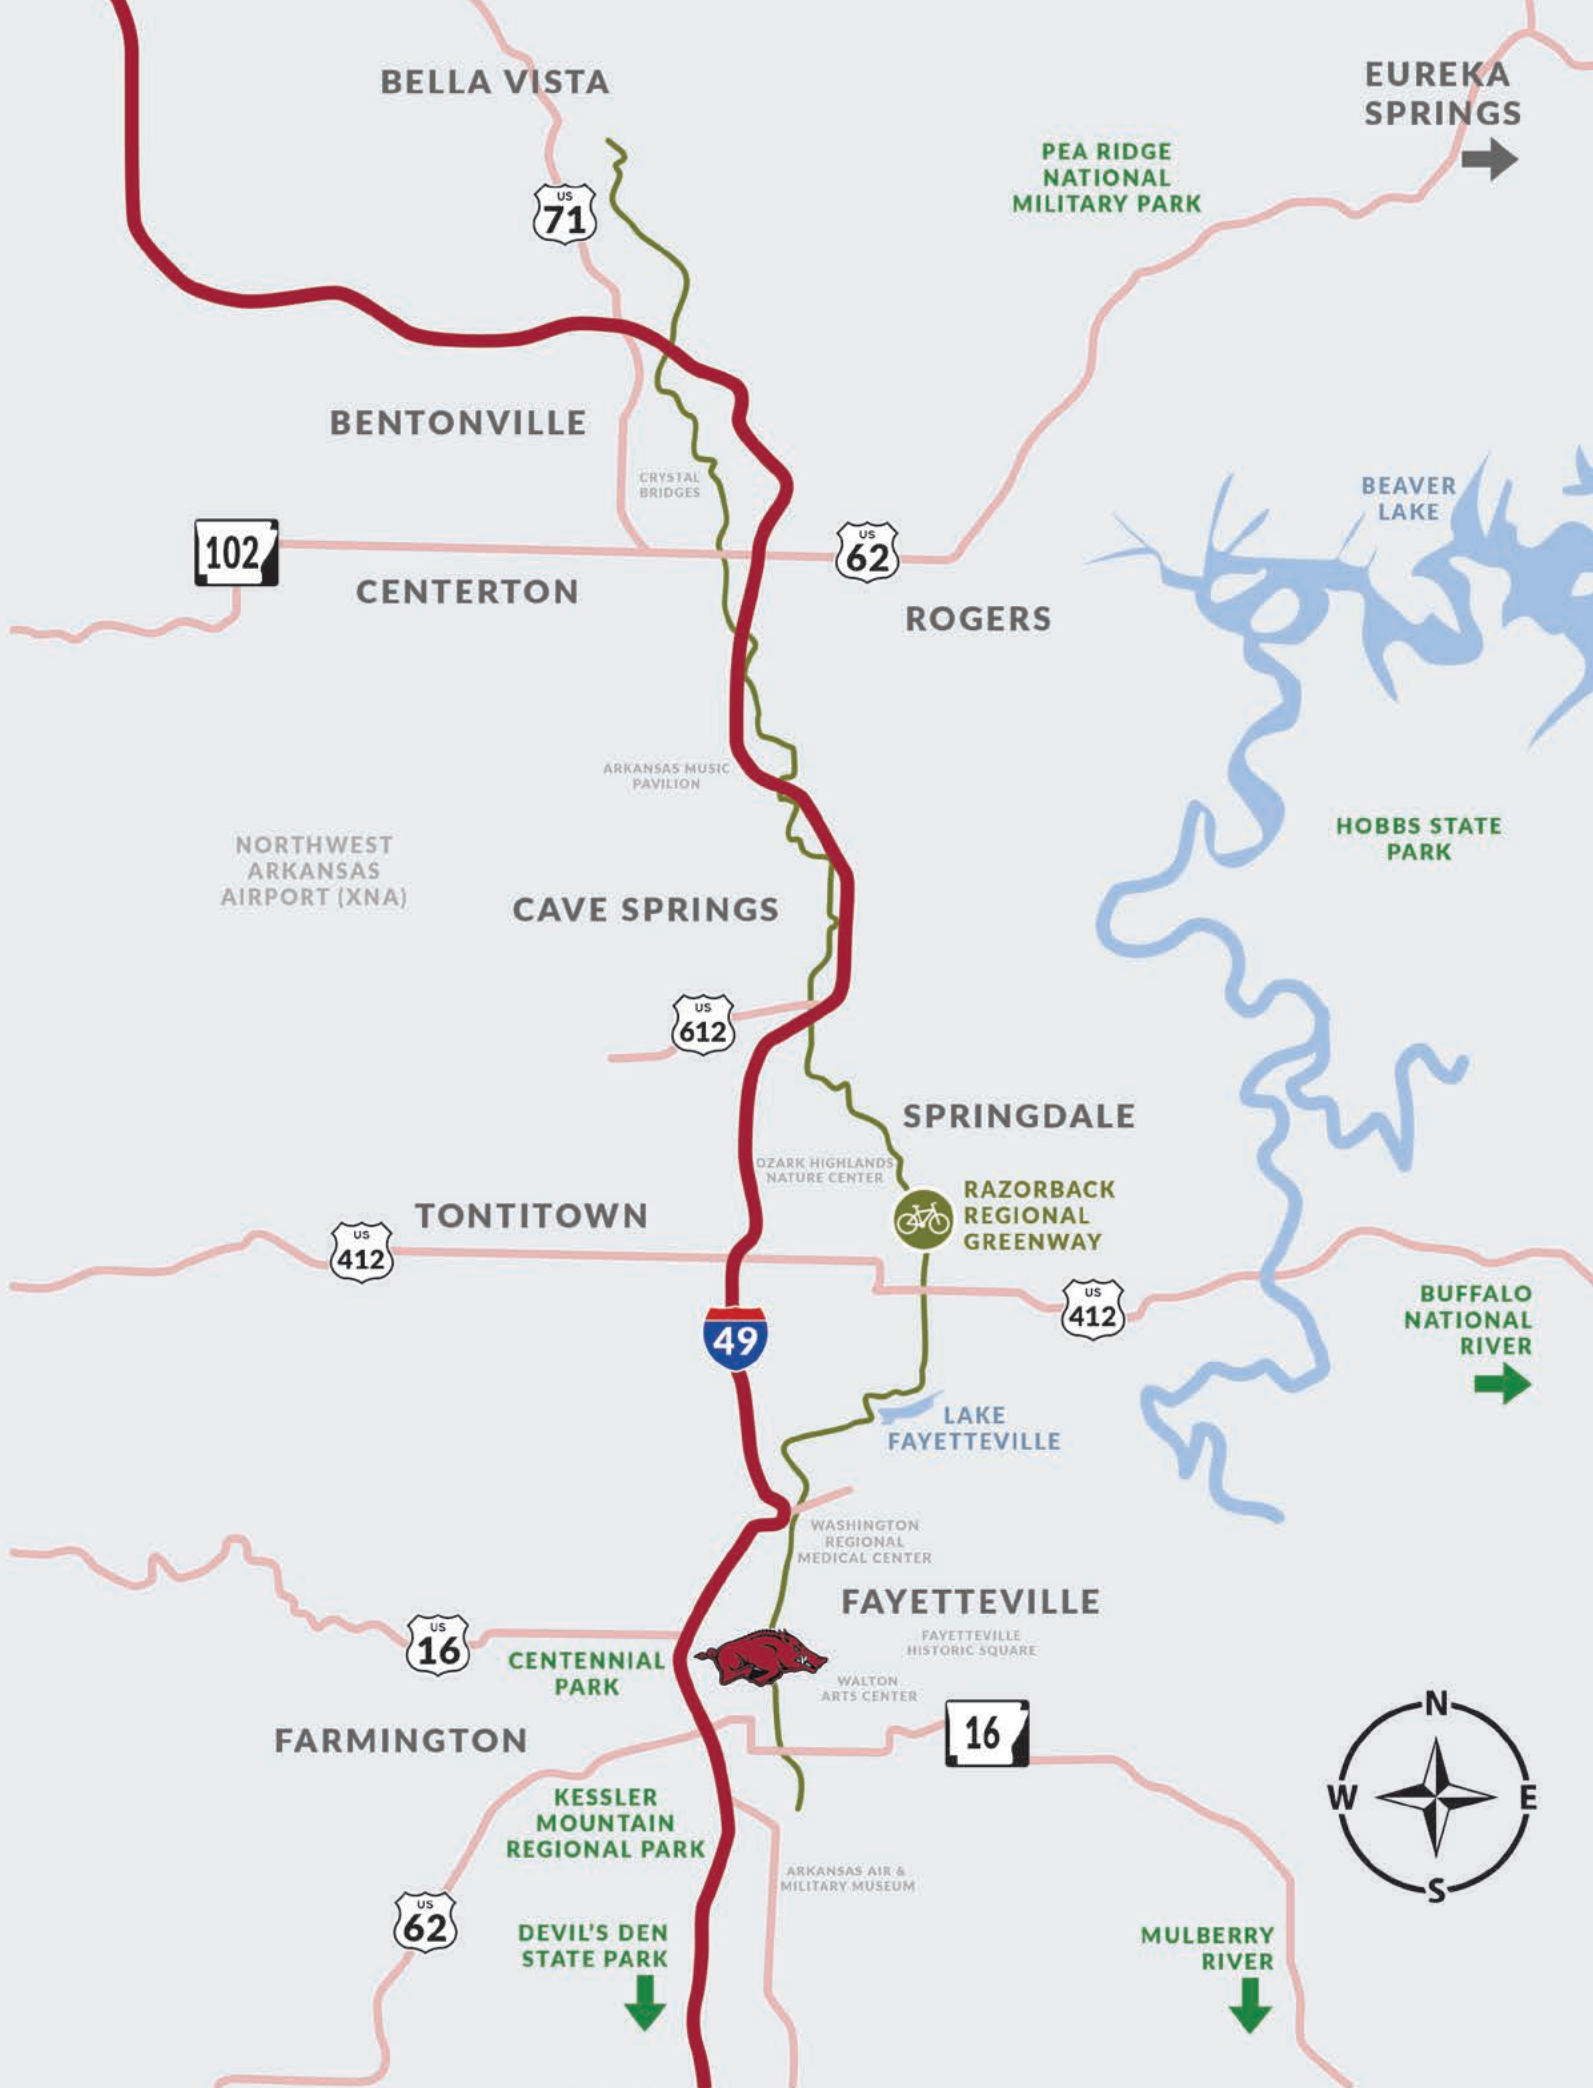 BELLA VISTA
EUREKA
SPRINGS
PEA RIDGE
NATIONAL
MILITARY PARK
US
71
BENTONVILLE
CRYSTAL
BRIDGES
BEAVER
LAKE
102
US
62
CENTERTON
ROGERS
ARKANSAS MUSIC
PAVILION
HOBBS STATE
PARK
NORTHWEST
ARKANSAS
AIRPORT (XNA)
CAVE SPRINGS
US
612
SPRINGDALE
OZARK HIGHLANDS
NATURE CENTER
RAZORBACK
REGIONAL
GREENWAY
TONTITOWN
US
412
US
412
BUFFALO
NATIONAL
RIVER
49
LAKE
FAYETTEVILLE
WASHINGTON
REGIONAL
MEDICAL CENTER
FAYETTEVILLE
FAYETTEVILLE
HISTORIC SQUARE
US
16
CENTENNIAL
PARK
WALTON
ARTS CENTER
16
FARMINGTON
N
W
E
S
KESSLER
MOUNTAIN
REGIONAL PARK
ARKANSAS AIR &
MILITARY MUSEUM
US
62
DEVIL'S DEN
STATE PARK
MULBERRY
RIVER